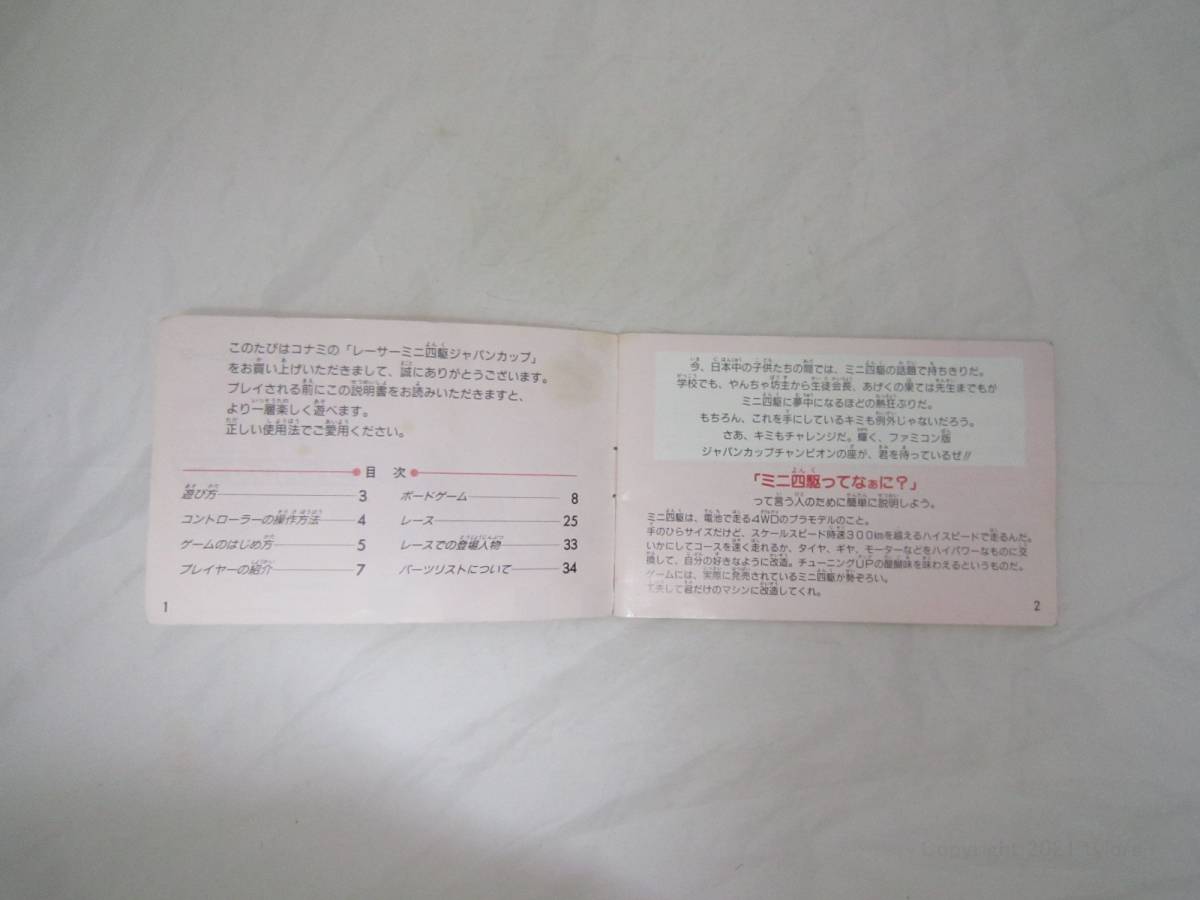 このたびはコナミの「レーサーミニ四駆ジャパンカップ」
をお買い上げいただきまして、誠にありがとうございます。
プレイされる前にこの説明書をお読みいただきますと、
より一層楽しく遊べます。
正しい使用法でご愛用ください。
目 次
遊び方 3
コントローラーの操作方法 4
ゲームのはじめ方 5
プレイヤーの紹介 7
ボードゲーム 8
レース 25
レースでの登場人物 33
パーツリストについて 34
1
今、日本中の子供たちの間では、ミニ四駆の話題で持ちきりだ。
学校でも、やんちゃ坊主から生徒会長、あげくの果ては先生までもが
ミニ四駆に夢中になるほどの熱狂ぶりだ。
もちろん、これを手にしているキミも例外じゃないだろう。
さあ、キミもチャレンジだ。輝く、ファミコン版
ジャパンカップチャンピオンの座が、君を待っているぜ!!
「ミニ四駆ってなぁに？」
って言う人のために簡単に説明しよう。
ミニ四駆は、電池で走る4WDのプラモデルのこと。
手のひらサイズだけど、スケールスピード時速300kmを越えるハイスピードで走るんだ。
いかにしてコースを速く走れるか、タイヤ、ギヤ、モーターなどをハイパワーなものに交
換して、自分の好きなように改造。チューニングUPの醍醐味を味わえるというものだ。
ゲームには、実際に発売されているミニ四駆が勢ぞろい。
工夫して君だけのマシンに改造してくれ。
2
Copyright 2021